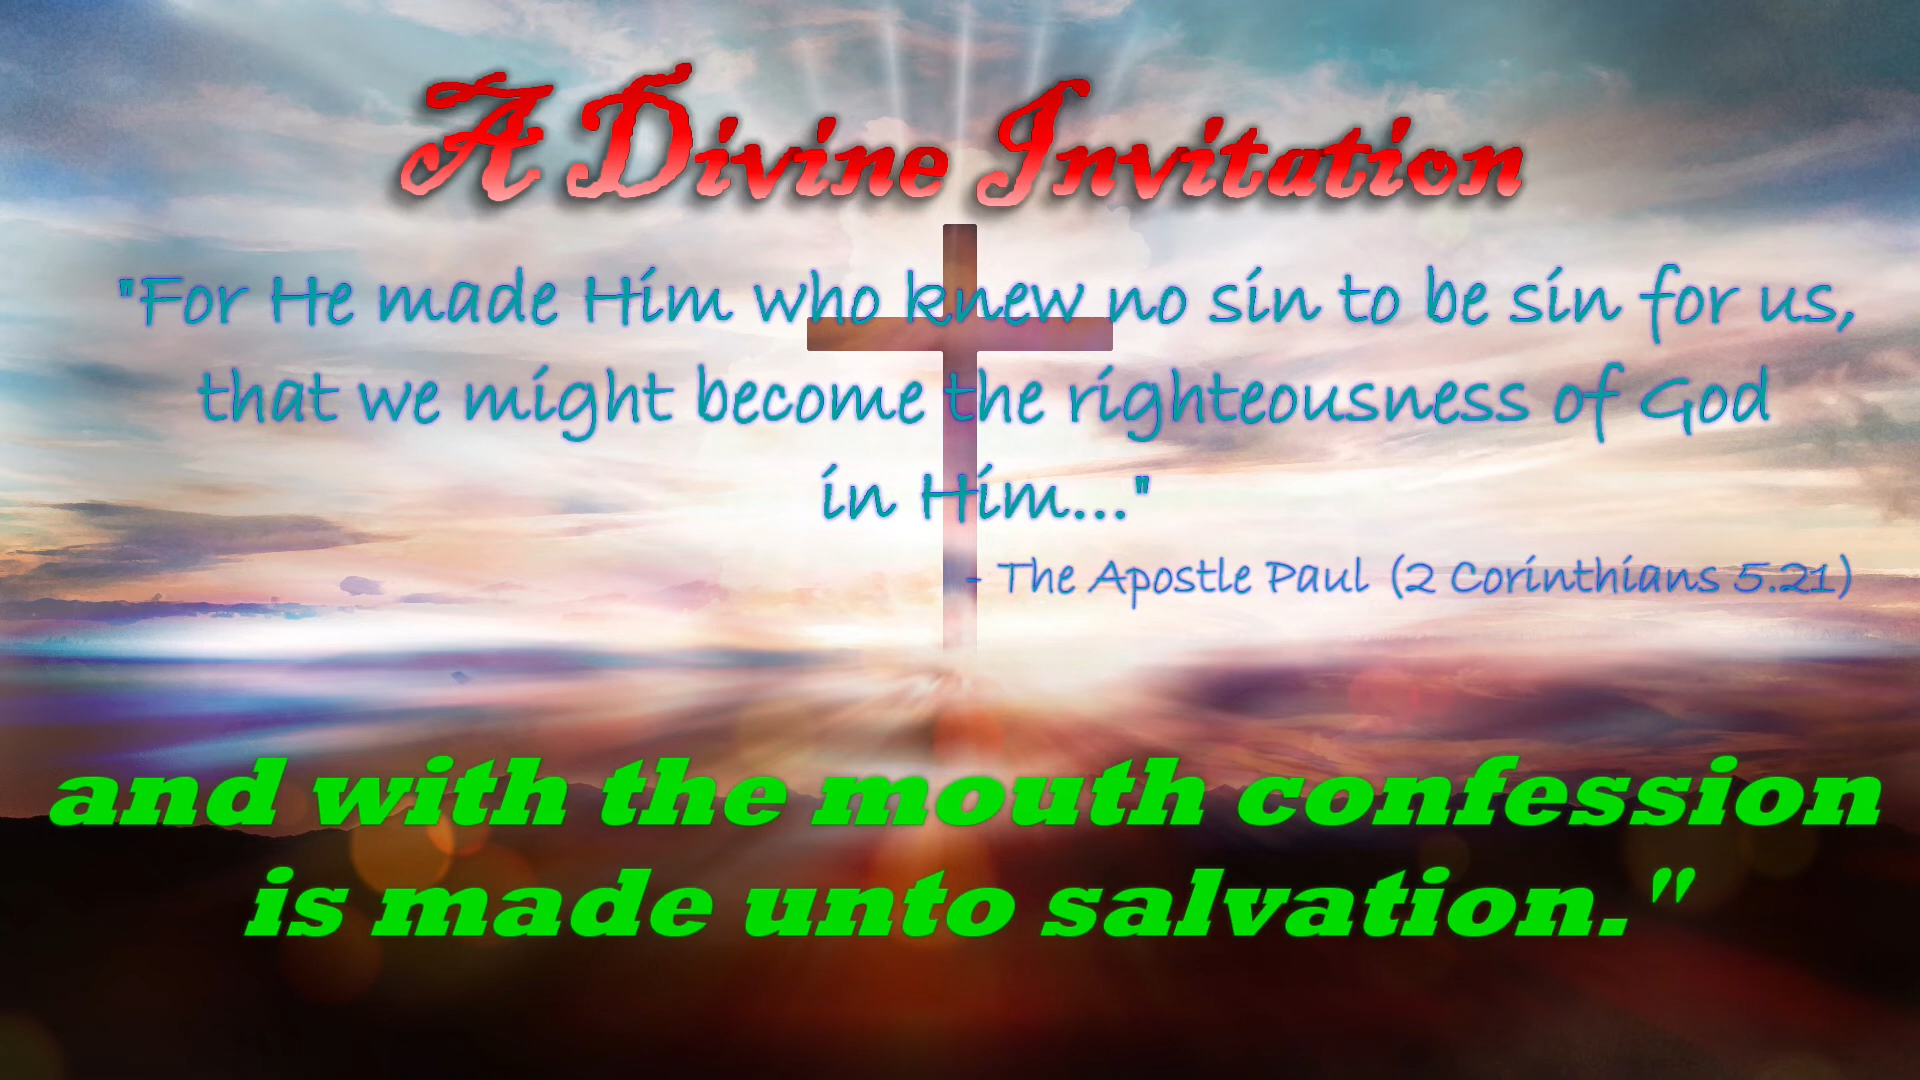 A Divine Invitation
"For He made Him who knew no sin to be sin for us,
that we might become the righteousness of God
in Him..."
- The Apostle Paul (2 Corinthians 5.21)
and with the mouth confession
is made unto salvation."